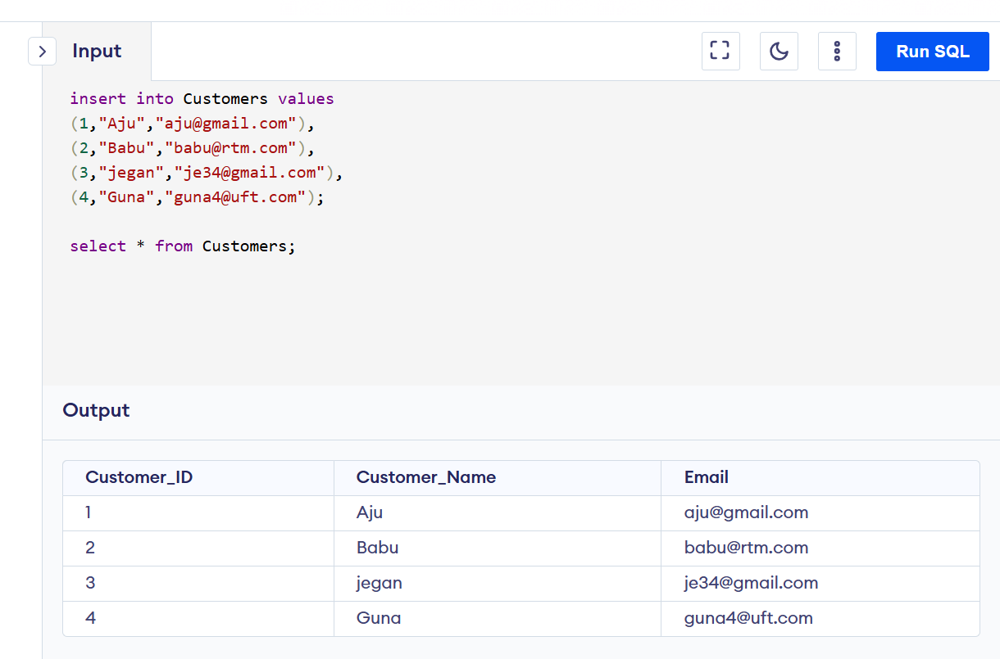 Input
Run SQL
insert into Customers values
(1,"Aju","aju@gmail.com"),
(2,"Babu","babu@rtm.com"),
(3,"jegan","je34@gmail.com"),
(4,"Guna","guna4@uft.com");
select * from Customers;
Output
Customer_ID Customer_Name Email
1 Aju aju@gmail.com
2 Babu babu@rtm.com
3 jegan je34@gmail.com
4 Guna guna4@uft.com